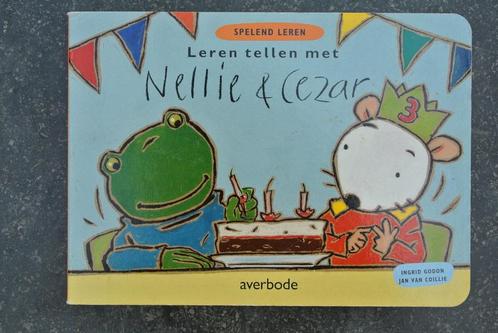 SPELEND LEREN
Leren tellen met
Nellie & Cezar
3
INGRID GODON
JAN VAN COILLIE
averbode